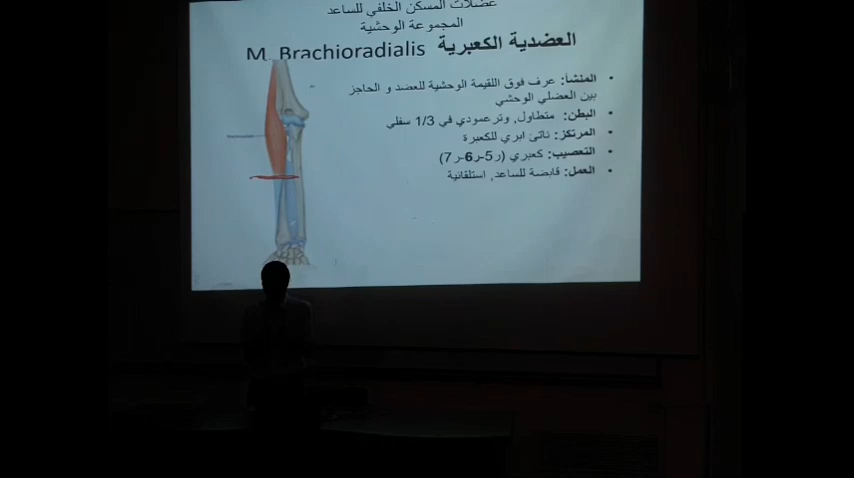 عضلات المسكن الخلفي للساعد
المجموعة الوحشية
العضدية الكعبرية M. Brachioradialis
• المنشأ: عرف فوق اللقيمة الوحشية للعضد و الحاجز
بين العضلي الوحشي
• البطن: متطاول, وترعمودي في 1/3 سفلي
• المرتكز: ناتئ ابري للكعبرة
• التعصيب: كعبري (ر5-ر6-ر7)
• العمل: قابضة للساعد, استلقائية